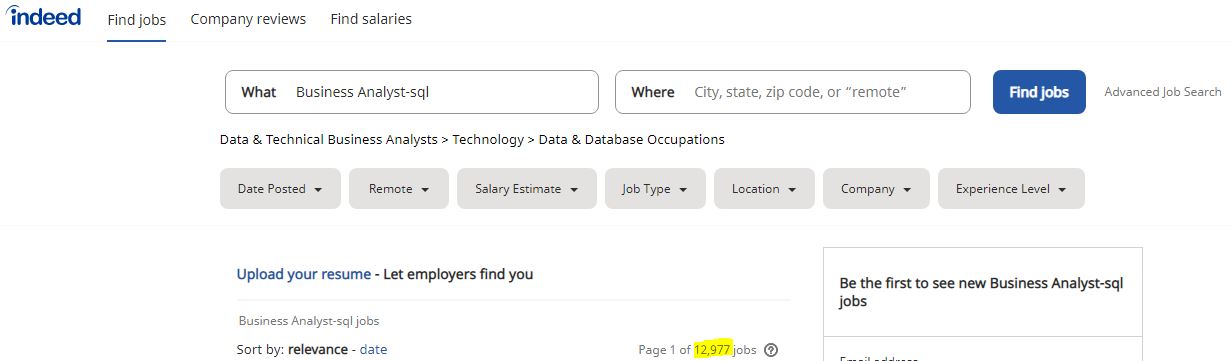 indeed Find jobs Company reviews Find salaries
What Business Analyst-sql Where City, state, zip code, or “remote” Find jobs Advanced Job Search
Data & Technical Business Analysts > Technology > Data & Database Occupations
Date Posted Remote Salary Estimate Job Type Location Company Experience Level
Upload your resume - Let employers find you
Be the first to see new Business Analyst-sql
jobs
Business Analyst-sql jobs
Sort by: relevance - date Page 1 of 12,977 jobs ?
Email address